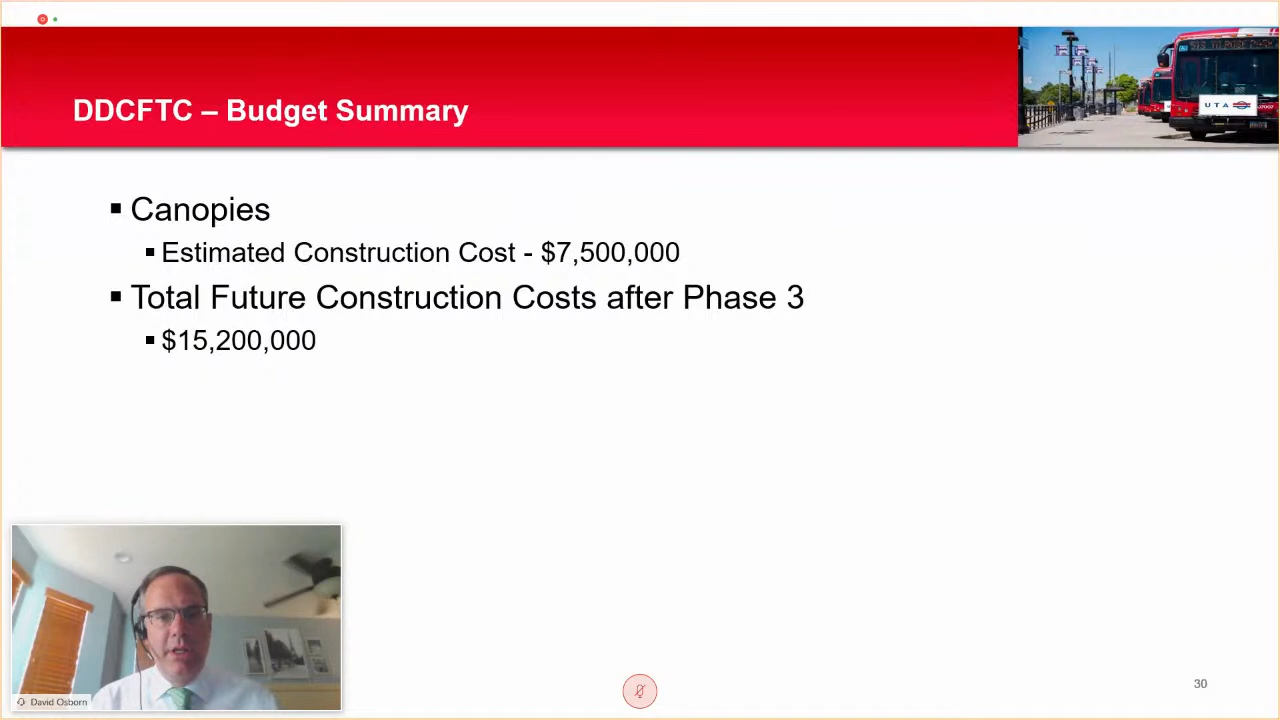 DDCFTC – Budget Summary
UTA
▪ Canopies
▪ Estimated Construction Cost - $7,500,000
▪ Total Future Construction Costs after Phase 3
▪ $15,200,000
David Osborn
30